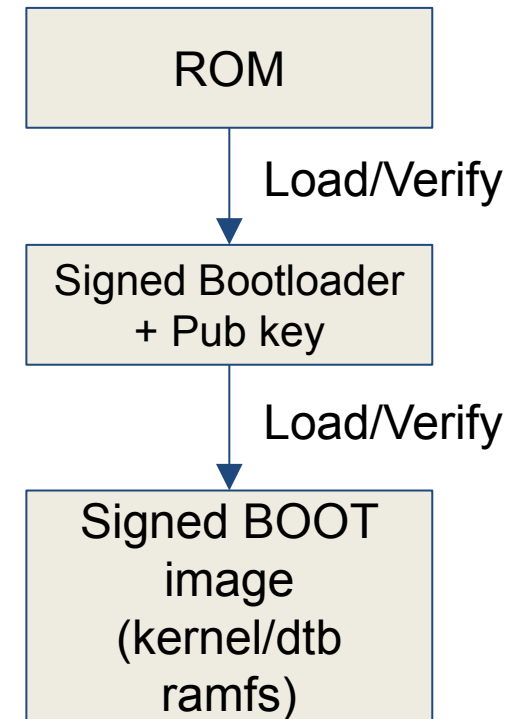 ROM
Load/Verify
Signed Bootloader
+ Pub key
Load/Verify
Signed BOOT
image
(kernel/dtb
ramfs)